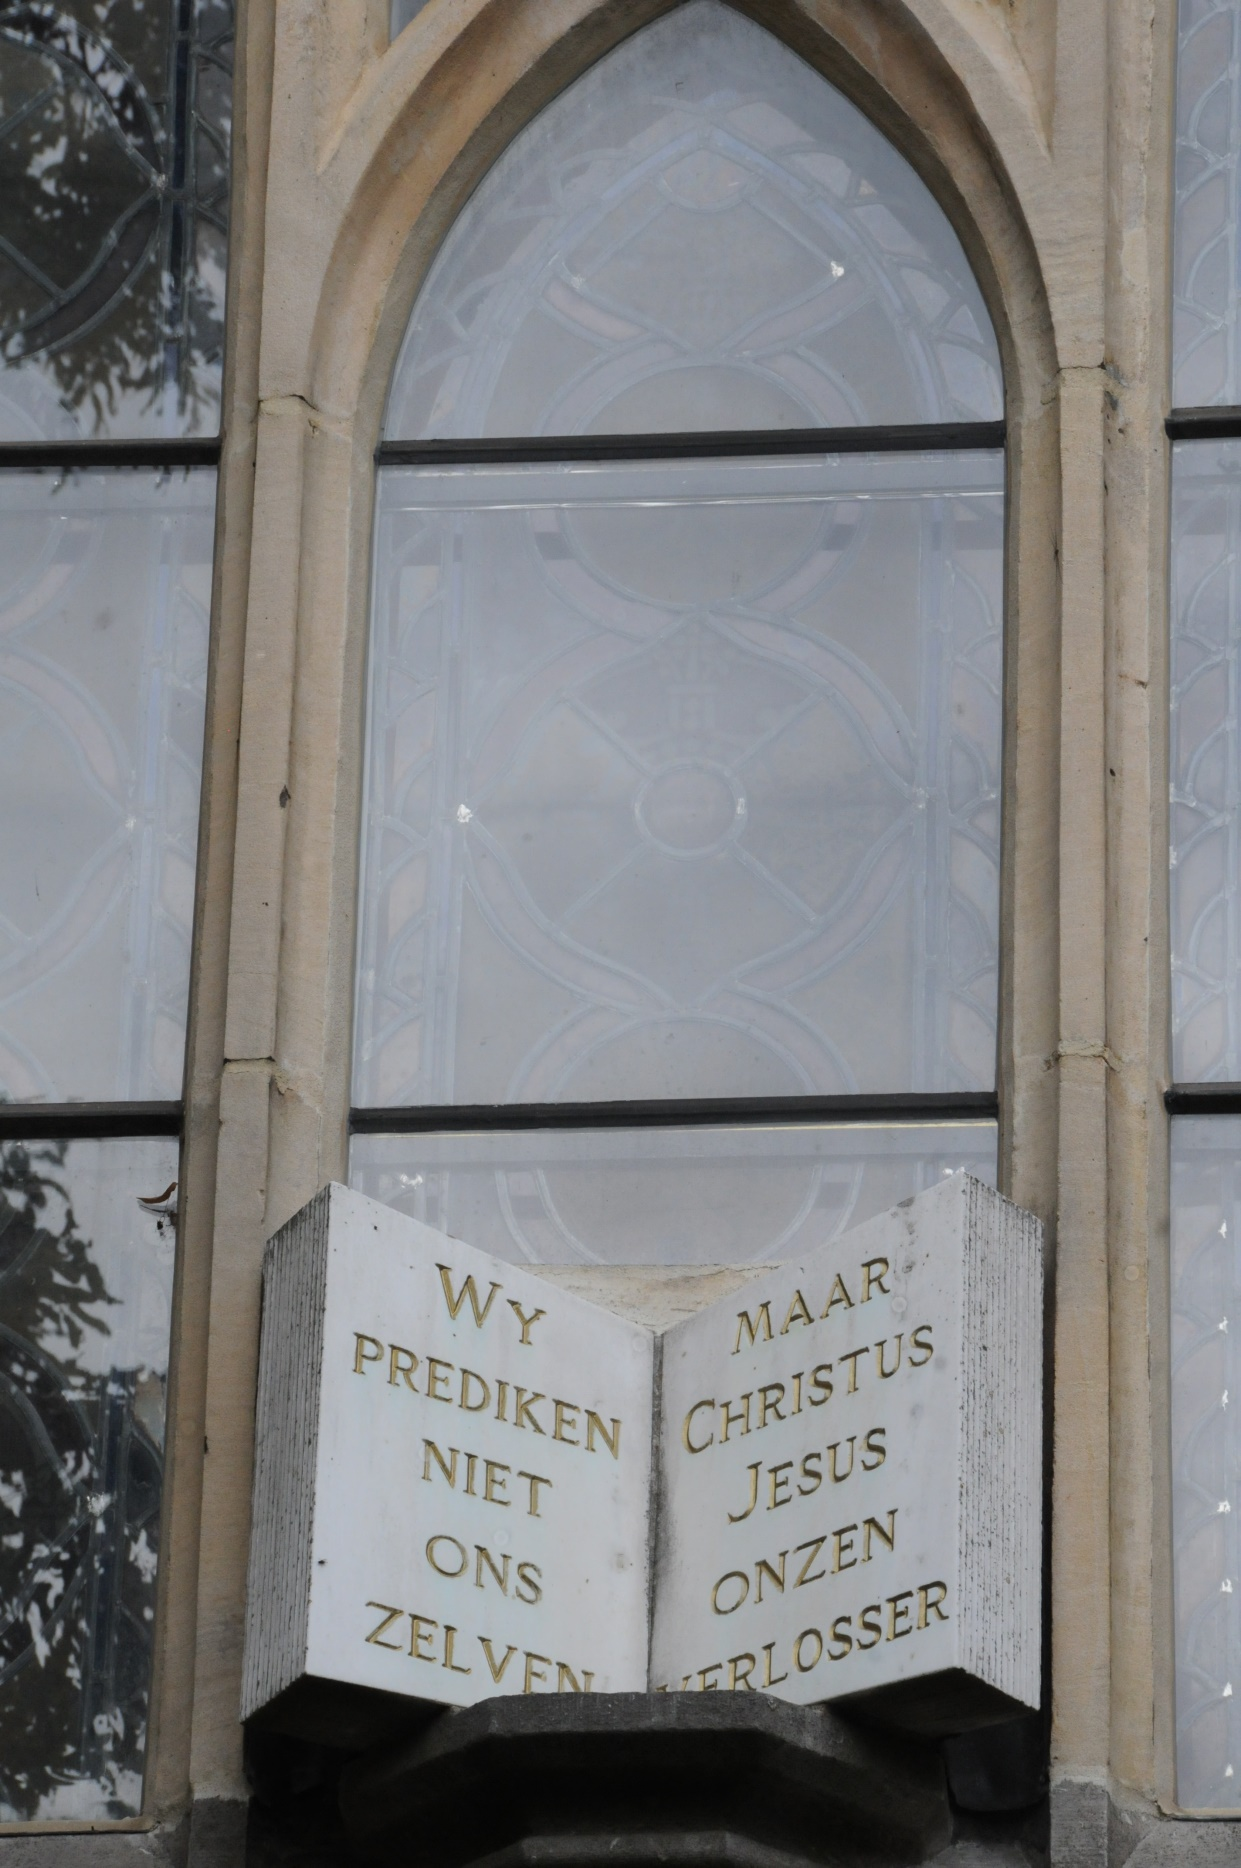 WY
PREDIKEN
NIET
ONS
ZELVEN
MAAR
CHRISTUS
JESUS
ONZEN
VERLOSSER